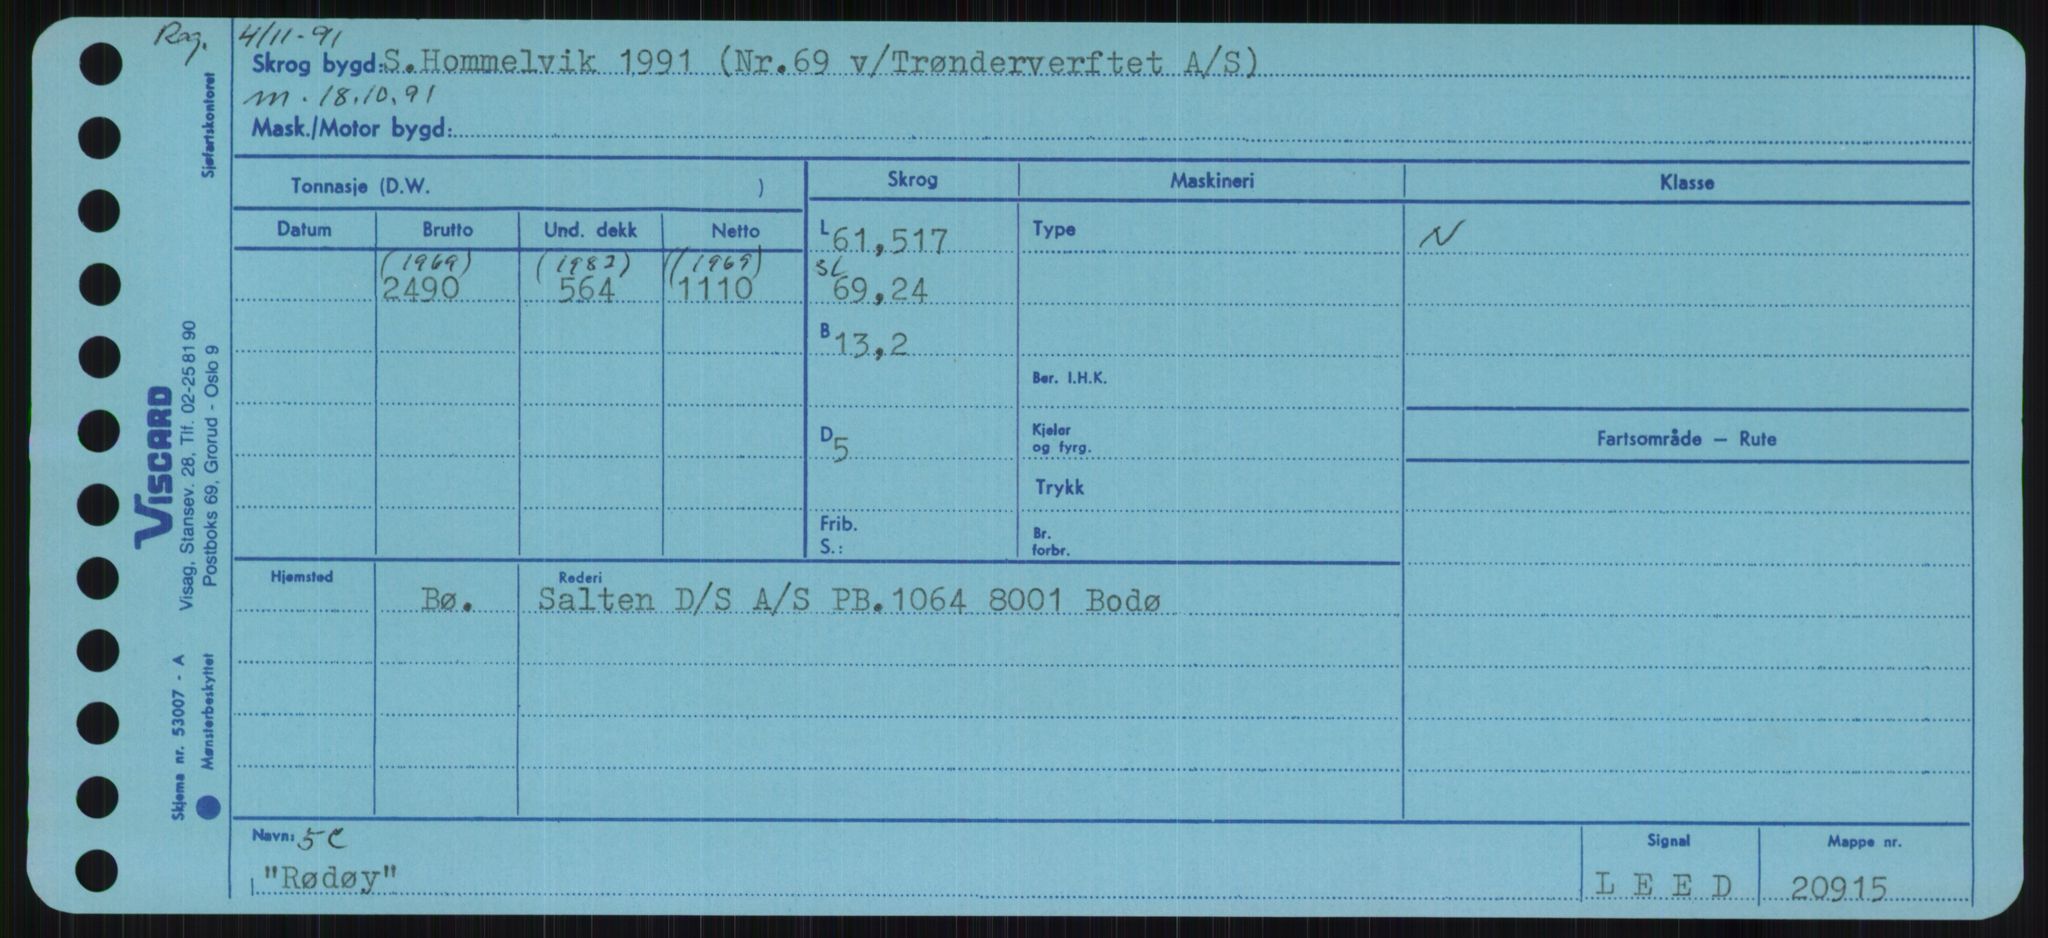 Rag. 4/11-91
Skrog bygd: S.Hommelvik 1991 (Nr.69 v/Trønderverftet A/S)
m. 18.10.91
Mask./Motor bygd:
Tonnasje (D.W. )
Skrog Maskineri Klasse
Datum Brutto Und. dekk Netto
L 61,517 Type N
(1969) (1982) (1969)
2490 564 1110
SL 69,24
B 13,2
Ber. I.H.K.
D 5
Kjeler
og fyrg.
Fartsområde – Rute
Trykk
Frib.
S.:
Br.
forbr.
Hjemsted Rederi
Bø. Salten D/S A/S PB.1064 8001 Bodø
Navn: 5c
"Rødøy"
Signal
L E E D
Mappe nr.
20915
Sjøfartskontoret
VISCARD
Visag, Stansev. 28, Tlf. 02-25 81 90
Postboks 69, Grorud - Oslo 9
Skjema nr. 53007 - A
Mønsterbeskyttet